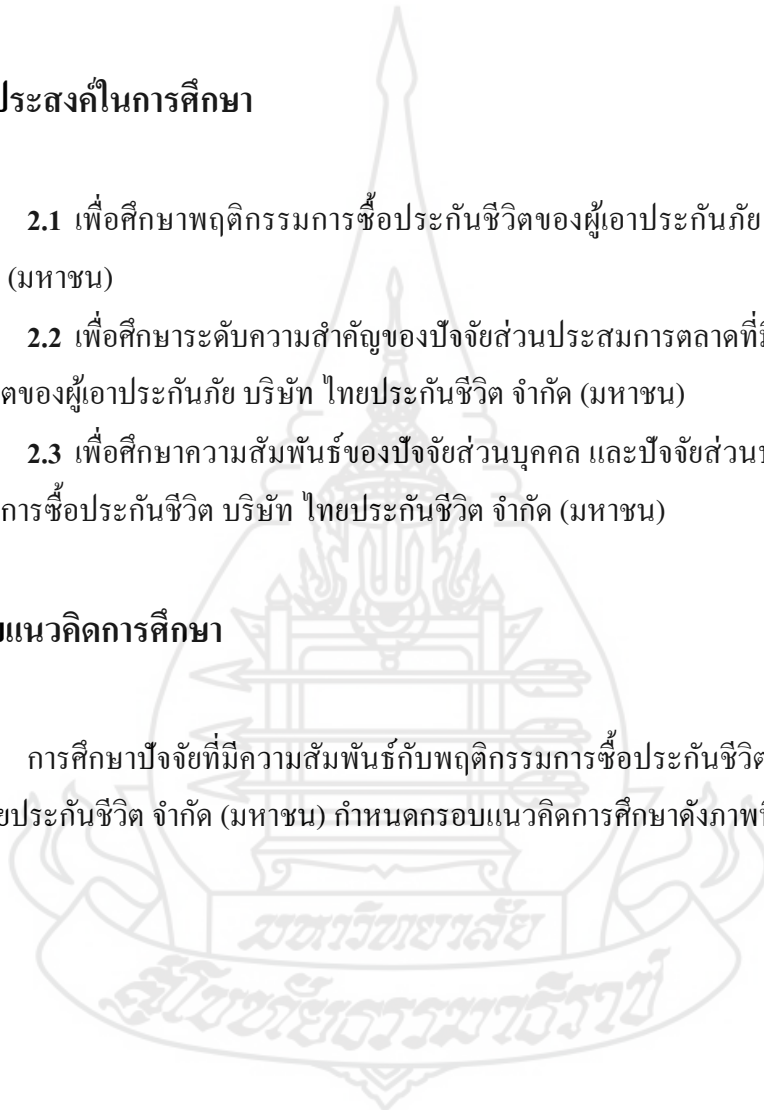 ประสงค์ในการศึกษา
2.1 เพื่อศึกษาพฤติกรรมการซื้อประกันชีวิตของผู้เอาประกันภัย
(มหาชน)
2.2 เพื่อศึกษาระดับความสำคัญของปัจจัยส่วนประสมการตลาดที่มี
ตของผู้เอาประกันภัย บริษัท ไทยประกันชีวิต จำกัด (มหาชน)
2.3 เพื่อศึกษาความสัมพันธ์ของปัจจัยส่วนบุคคล และปัจจัยส่วน
การซื้อประกันชีวิต บริษัท ไทยประกันชีวิต จำกัด (มหาชน)
แนวคิดการศึกษา
การศึกษาปัจจัยที่มีความสัมพันธ์กับพฤติกรรมการซื้อประกันชีวิต
ยประกันชีวิต จำกัด (มหาชน) กำหนดกรอบแนวคิดการศึกษาดังภาพที่
มหาวิทยาลัย
สุโขทัยธรรมาธิราช